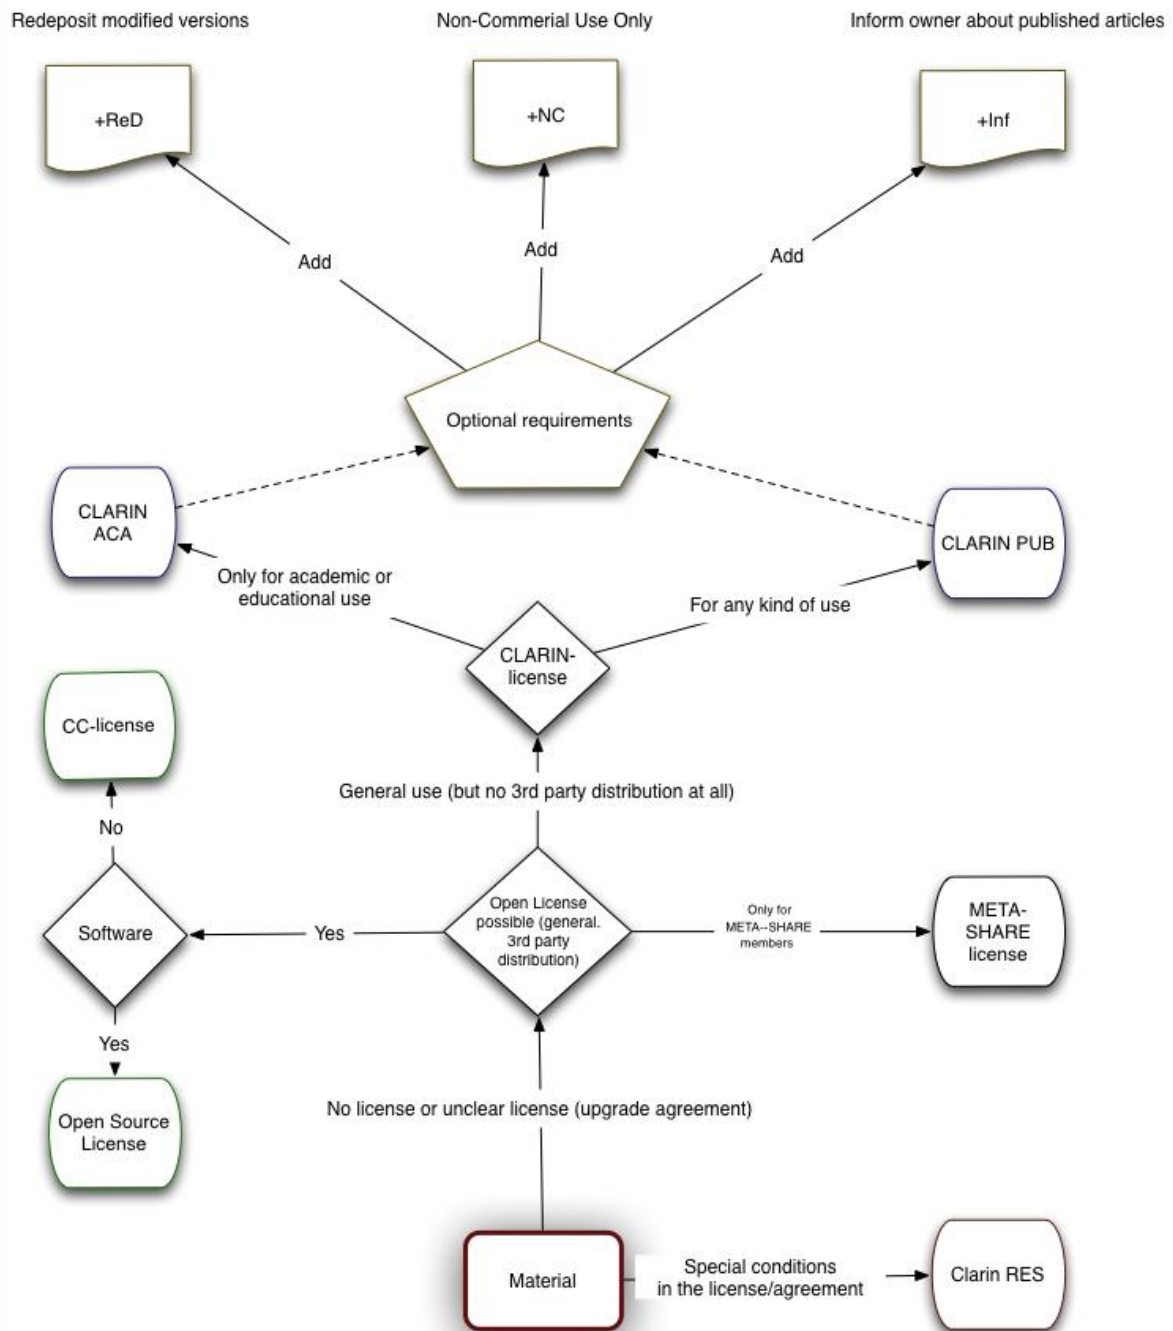 Redeposit modified versions
Non-Commerial Use Only
Inform owner about published articles
+ReD
+NC
+Inf
Add
Add
Add
Optional requirements
CLARIN
ACA
CLARIN PUB
Only for academic or
educational use
For any kind of use
CLARIN-
license
CC-license
General use (but no 3rd party distribution at all)
No
Software
Yes
Open License
possible (general.
3rd party
distribution)
Only for
META--SHARE
members
META-
SHARE
license
Yes
Open Source
License
No license or unclear license (upgrade agreement)
Material
Special conditions
in the license/agreement
Clarin RES